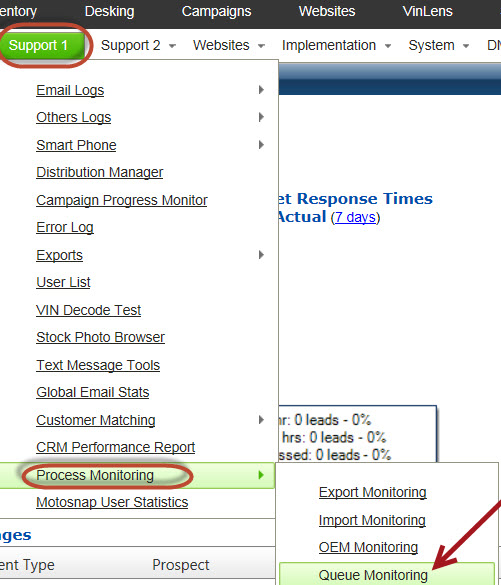 entory Desking Campaigns Websites VinLens
Support 1 Support 2 Websites Implementation System DM
Email Logs
Others Logs
Smart Phone
Distribution Manager
Campaign Progress Monitor
et Response Times
Actual (7 days)
Error Log
Exports
User List
VIN Decode Test
Stock Photo Browser
Text Message Tools
Global Email Stats
Customer Matching
CRM Performance Report
Process Monitoring
Motosnap User Statistics
hr: 0 leads - 0%
hrs: 0 leads - 0%
ssed: 0 leads - 0%
Export Monitoring
Import Monitoring
OEM Monitoring
Queue Monitoring
ages
ent Type Prospect